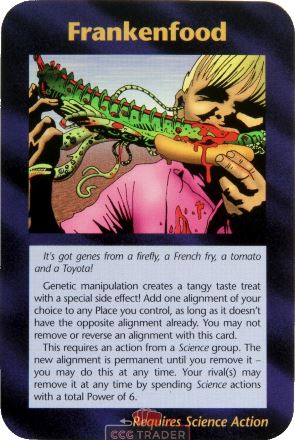 Frankenfood
It's got genes from a firefly, a French fry, a tomato
and a Toyota!
Genetic manipulation creates a tangy taste treat
with a special side effect! Add one alignment of your
choice to any Place you control, as long as it doesn't
have the opposite alignment already. You may not
remove or reverse an alignment with this card.
This requires an action from a Science group. The
new alignment is permanent until you remove it –
you may do this at any time. Your rival(s) may
remove it at any time by spending Science actions
with a total Power of 6.
Requires Science Action
CCG TRADER